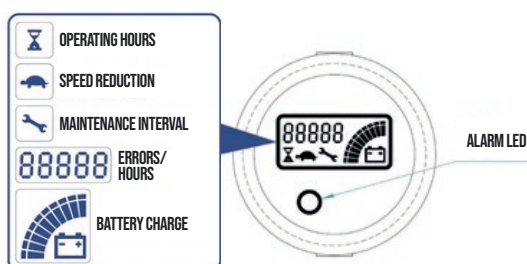 OPERATING HOURS
SPEED REDUCTION
MAINTENANCE INTERVAL
88888 ERRORS/
HOURS
BATTERY CHARGE
88888
ALARM LED